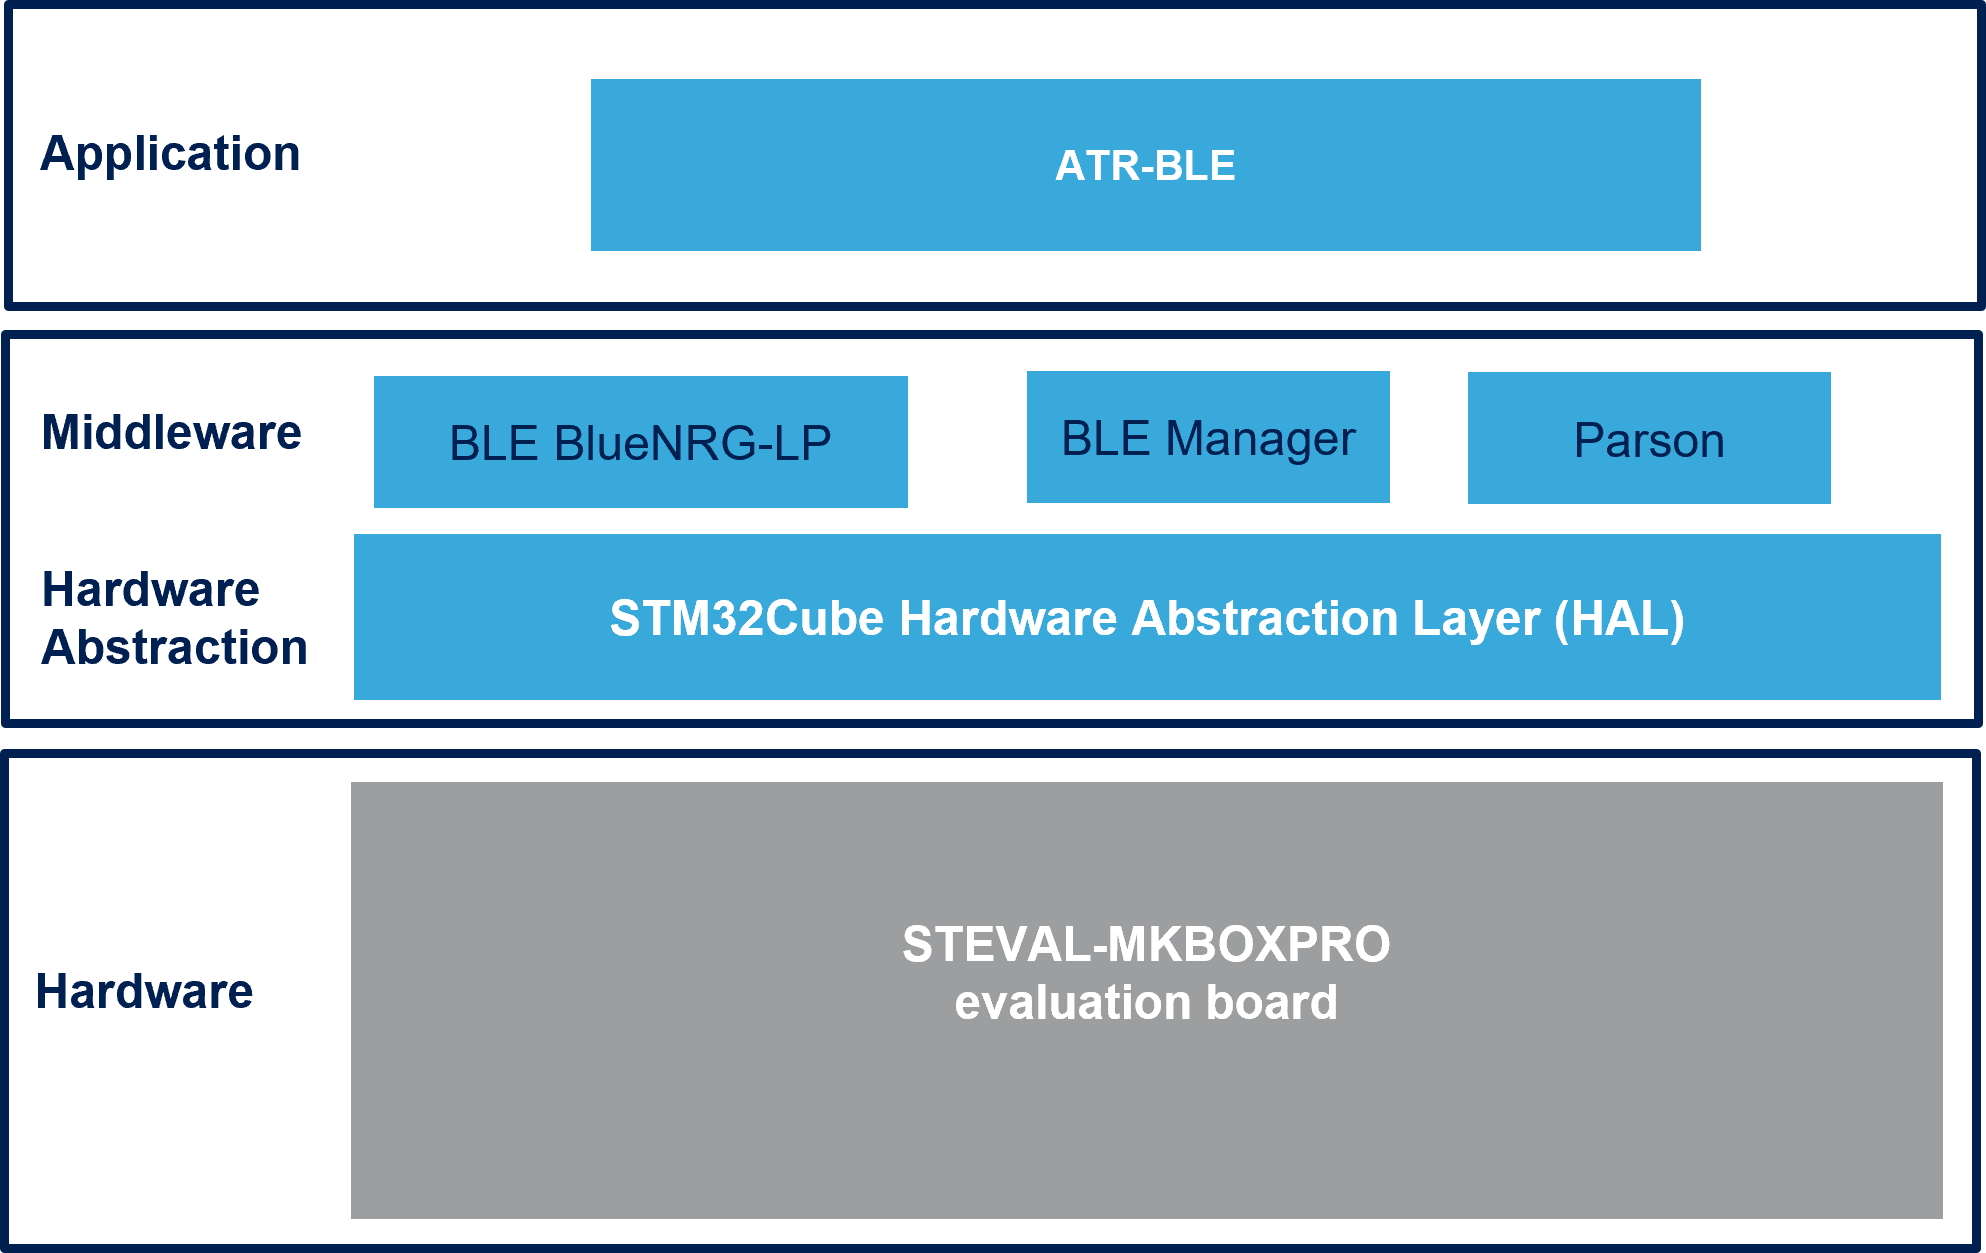 Application
ATR-BLE
Middleware
BLE BlueNRG-LP
BLE Manager
Parson
Hardware
Abstraction
STM32Cube Hardware Abstraction Layer (HAL)
Hardware
STEVAL-MKBOXPRO
evaluation board